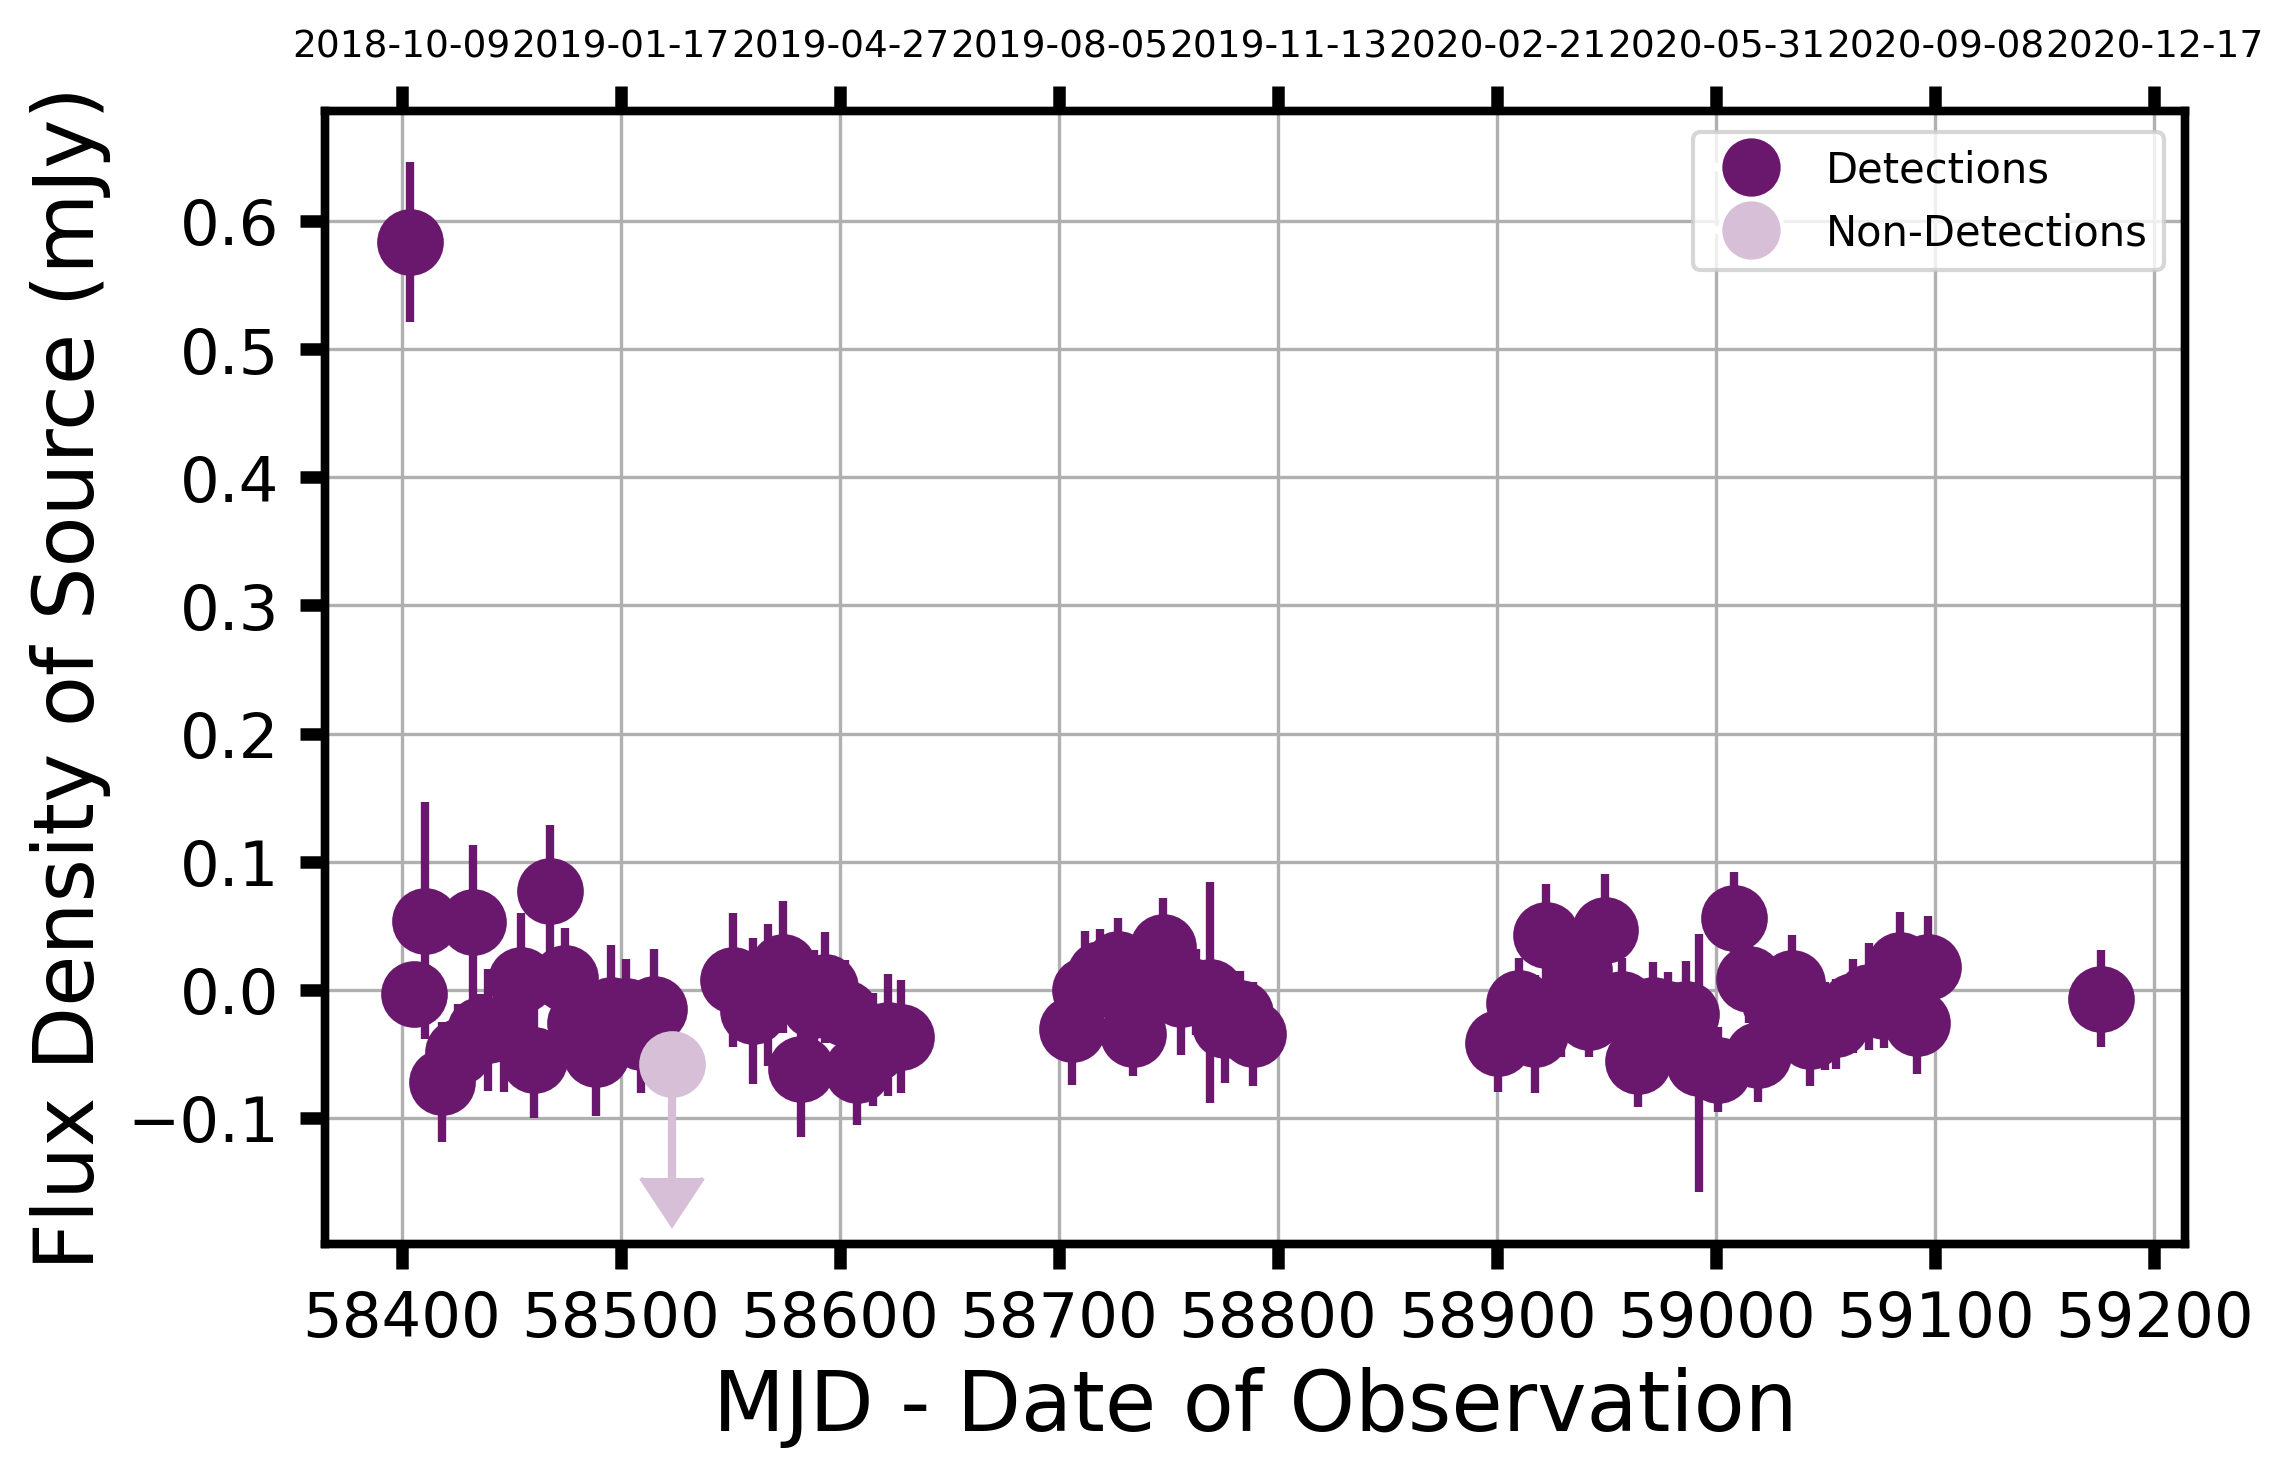 2018-10-09 2019-01-17 2019-04-27 2019-08-05 2019-11-13 2020-02-21 2020-05-31 2020-09-08 2020-12-17
Detections
Non-Detections
Flux Density of Source (mJy)
0.6
0.5
0.4
0.3
0.2
0.1
0.0
−0.1
58400 58500 58600 58700 58800 58900 59000 59100 59200
MJD - Date of Observation